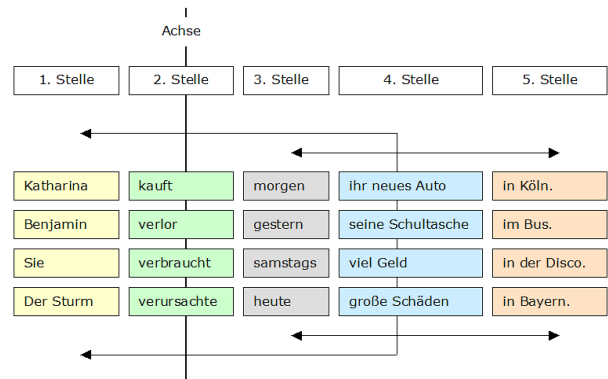 Achse
1. Stelle 2. Stelle 3. Stelle 4. Stelle 5. Stelle
Katharina kauft morgen ihr neues Auto in Köln.
Benjamin verlor gestern seine Schultasche im Bus.
Sie verbraucht samstags viel Geld in der Disco.
Der Sturm verursachte heute große Schäden in Bayern.